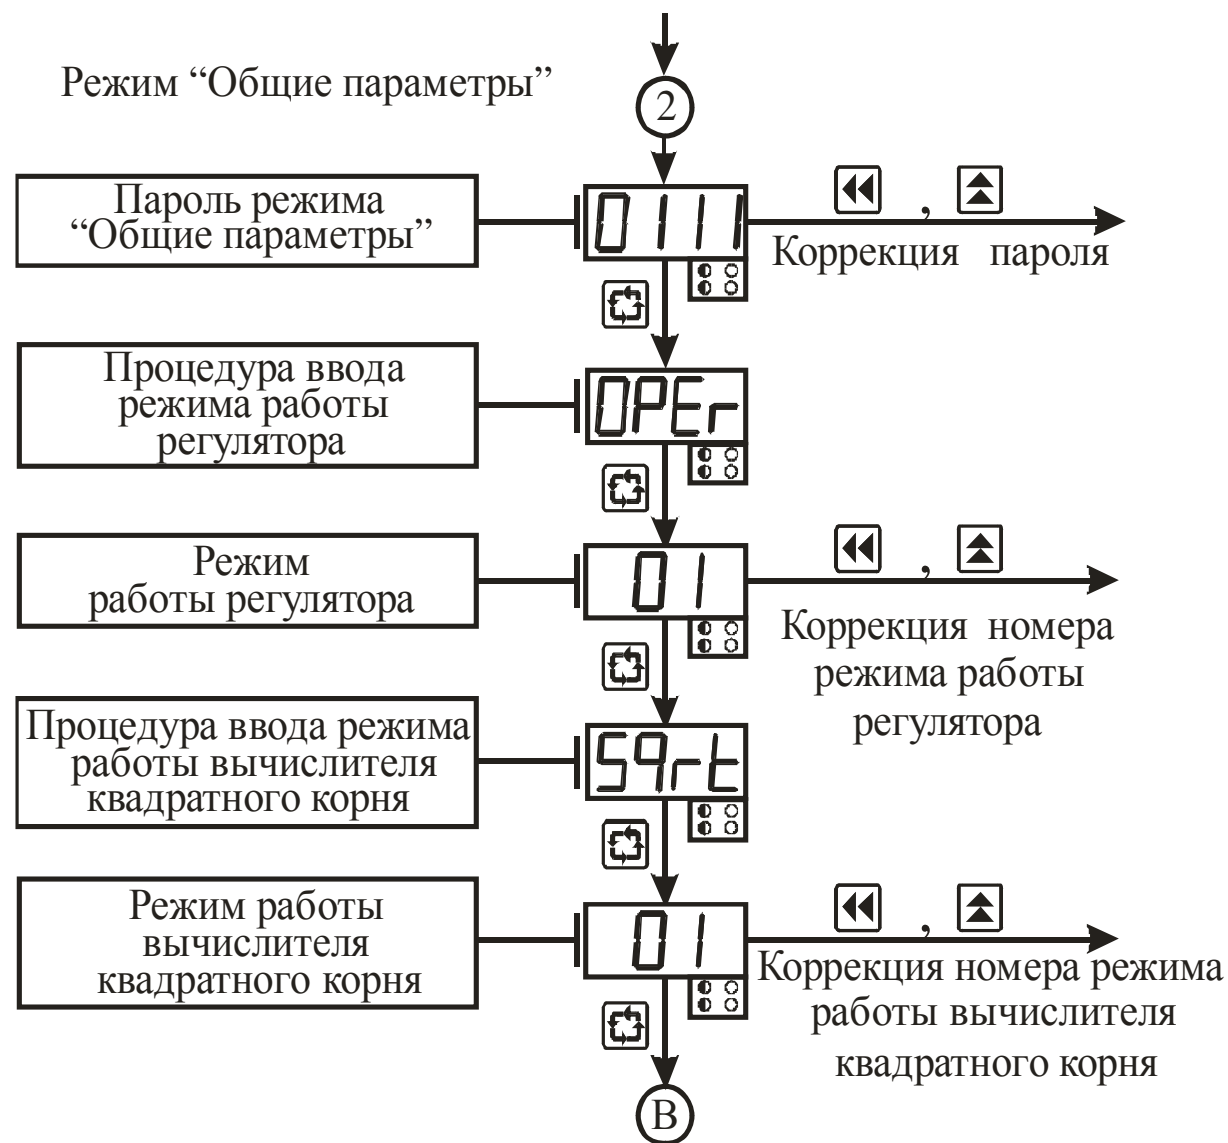 Режим “Общие параметры”
2
Пароль режима
“Общие параметры”
0111
,
Коррекция пароля
Процедура ввода
режима работы
регулятора
OPEr
Режим
работы регулятора
01
,
Коррекция номера
режима работы
регулятора
Процедура ввода режима
работы вычислителя
квадратного корня
Sqrt
Режим работы
вычислителя
квадратного корня
01
,
Коррекция номера режима
работы вычислителя
квадратного корня
В